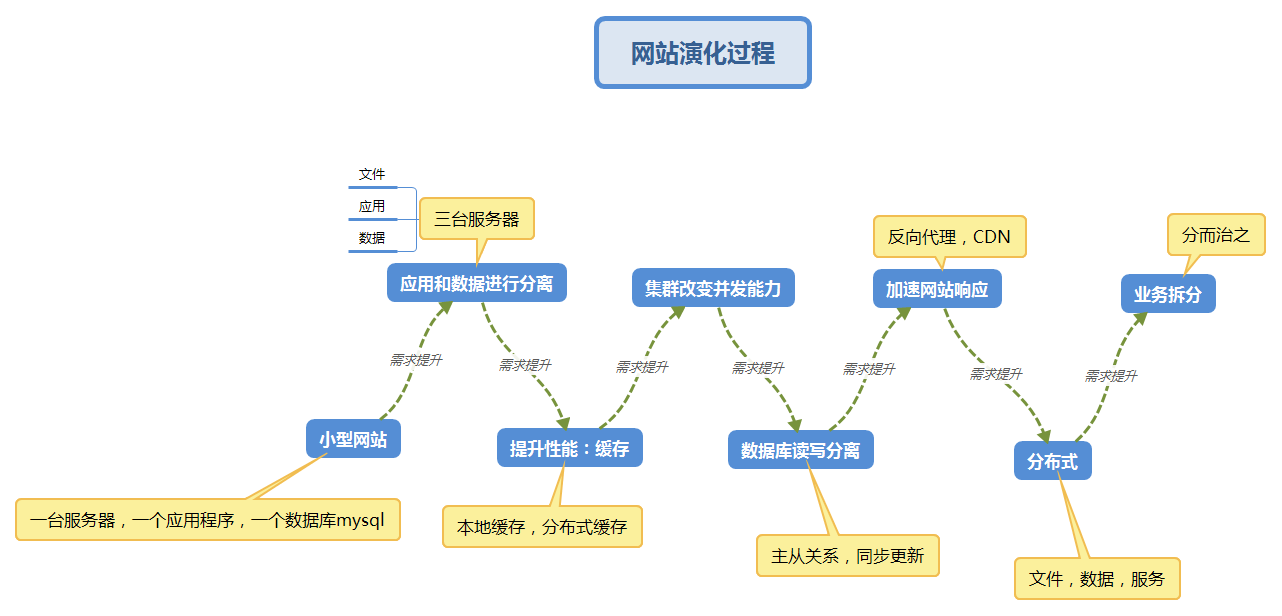 网站演化过程
文件
应用
数据
三台服务器
应用和数据进行分离
集群改变并发能力
反向代理，CDN
加速网站响应
分而治之
业务拆分
需求提升
需求提升
需求提升
需求提升
需求提升
需求提升
需求提升
小型网站
提升性能：缓存
数据库读写分离
分布式
一台服务器，一个应用程序，一个数据库mysql
本地缓存，分布式缓存
主从关系，同步更新
文件，数据，服务